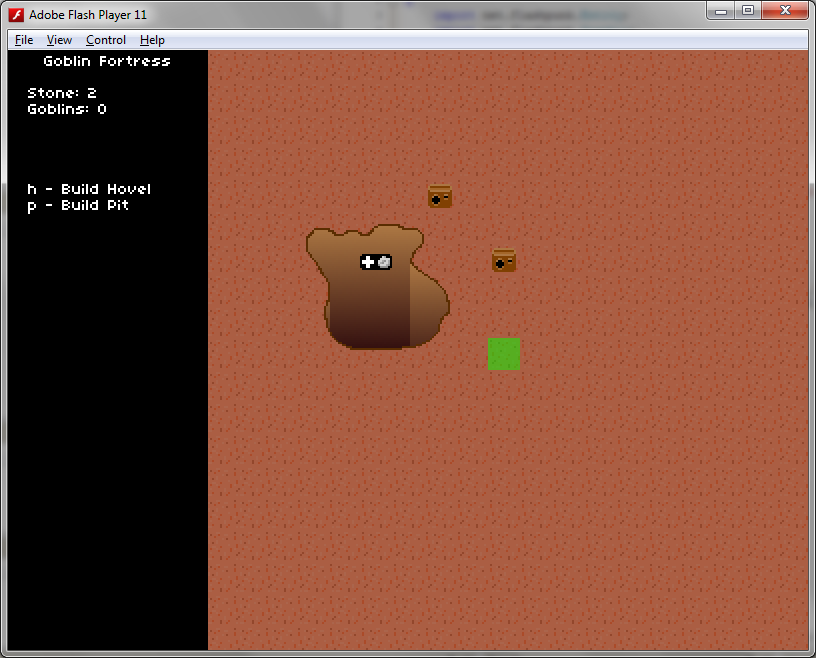 Adobe Flash Player 11
File View Control Help
Goblin Fortress
Stone: 2
Goblins: 0
h - Build Hovel
p - Build Pit